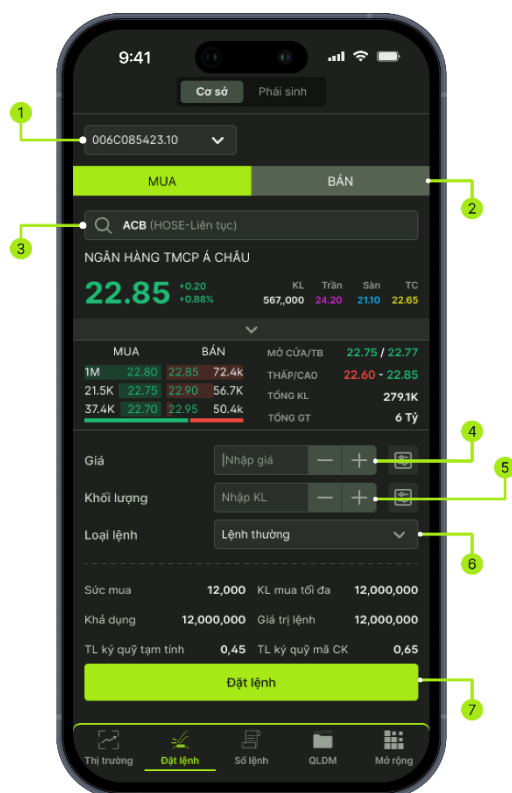 9:41
Cơ sở Phái sinh
1
006C085423.10
MUA BÁN
2
3
ACB (HOSE-Liên tục)
NGÂN HÀNG TMCP Á CHÂU
22.85 +0.20 +0.88%
KL Trần Sàn TC
567,,000 24.20 21.10 22.65
MUA BÁN MỞ CỬA/TB 22.75 / 22.77
1M 22.80 22.85 72.4k THẤP/CAO 22.60 - 22.85
21.5K 22.75 22.90 56.7K TỔNG KL 279.1K
37.4K 22.70 22.95 50.4k TỔNG GT 6 Tỷ
4
Giá Nhập giá
5
Khối lượng Nhập KL
Loại lệnh Lệnh thường
6
Sức mua 12,000 KL mua tối đa 12,000,000
Khả dụng 12,000,000 Giá trị lệnh 12,000,000
TL ký quỹ tạm tính 0,45 TL ký quỹ mã CK 0,65
Đặt lệnh
7
Thị trường Đặt lệnh Sổ lệnh QLDM Mở rộng